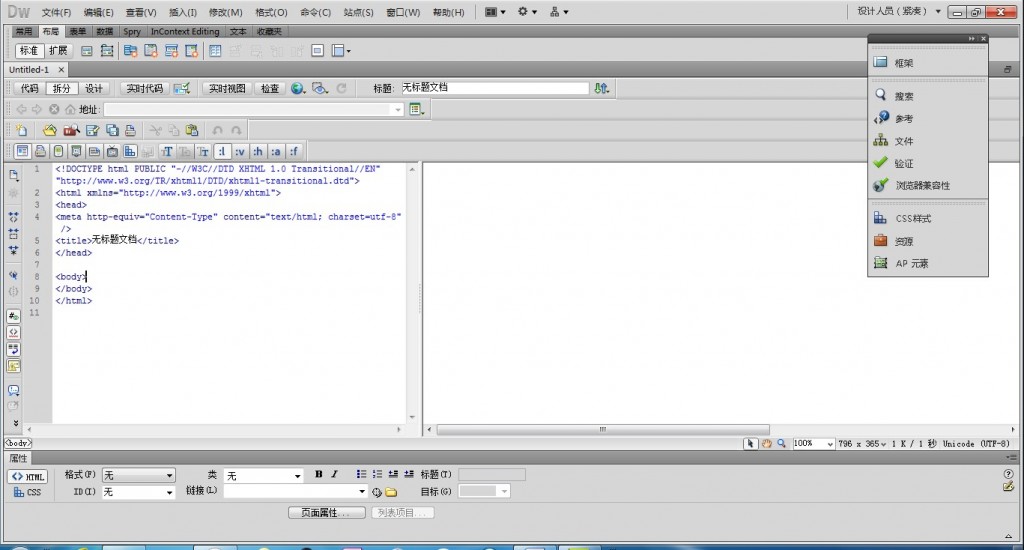 Dw 文件(F) 编辑(E) 查看(V) 插入(I) 修改(M) 格式(O) 命令(C) 站点(S) 窗口(W) 帮助(H) 设计人员（紧凑）
常用 布局 表单 数据 Spry InContext Editing 文本 收藏夹
标准 扩展
Untitled-1
代码 拆分 设计 实时代码 实时视图 检查 标题: 无标题文档
地址:
1 <!DOCTYPE html PUBLIC "-//W3C//DTD XHTML 1.0 Transitional//EN"
"http://www.w3.org/TR/xhtml1/DTD/xhtml1-transitional.dtd">
2 <html xmlns="http://www.w3.org/1999/xhtml">
3 <head>
4 <meta http-equiv="Content-Type" content="text/html; charset=utf-8"
/>
5 <title>无标题文档</title>
6 </head>
7
8 <body>
9 </body>
10 </html>
11
框架
搜索
参考
文件
验证
浏览器兼容性
CSS样式
资源
AP 元素
<body> 100% 796 x 365 1 K / 1 秒 Unicode (UTF-8)
属性
<> HTML 格式(F) 无 类 无 B I 标题(T)
CSS ID(I) 无 链接(L) 目标(G)
页面属性... 列表项目...